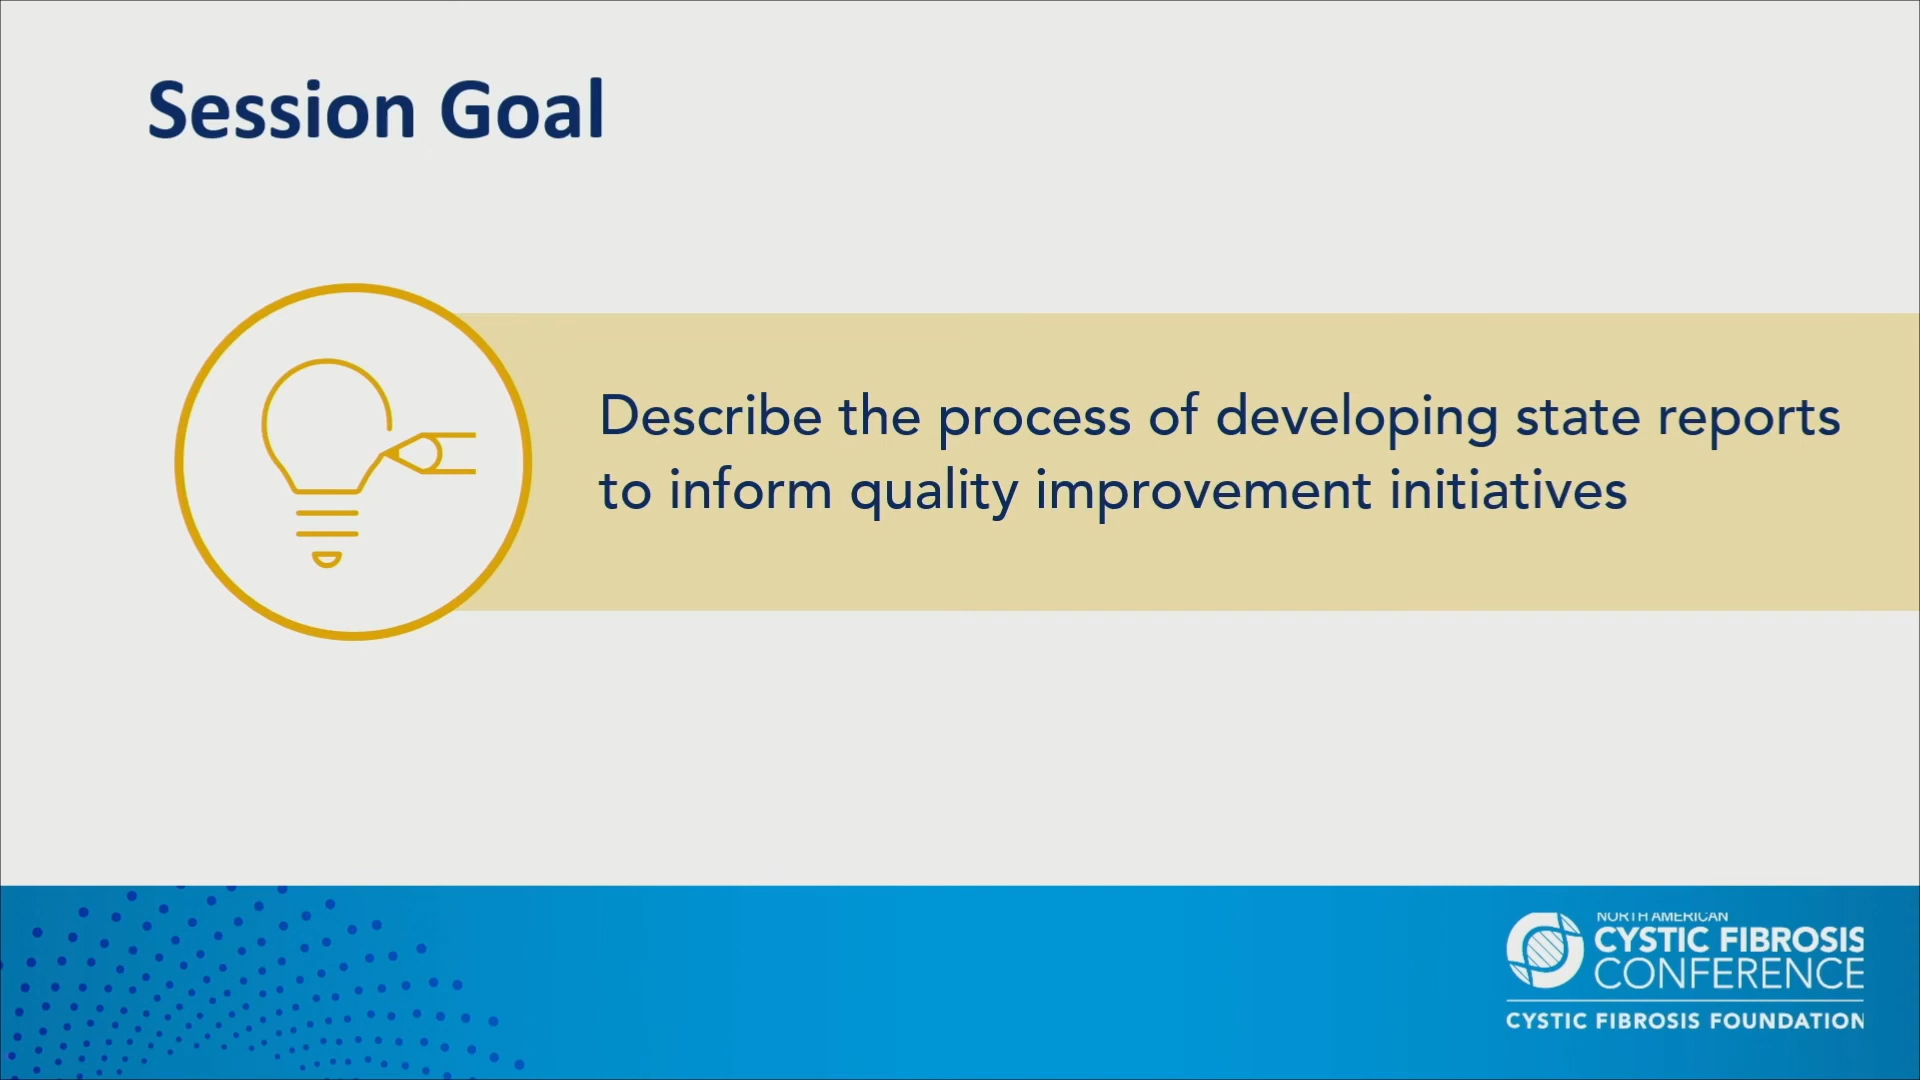 Session Goal
Describe the process of developing state reports
to inform quality improvement initiatives
NORTH AMERICAN
CYSTIC FIBROSIS
CONFERENCE
CYSTIC FIBROSIS FOUNDATION